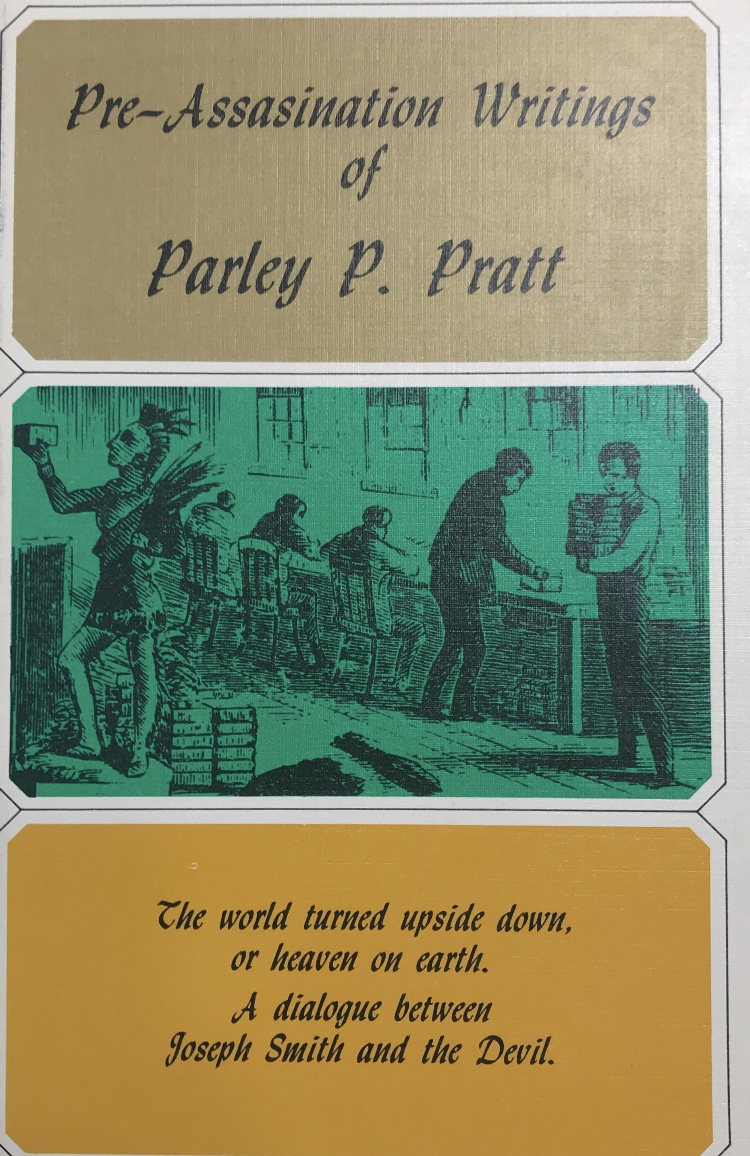 Pre-Assasination Writings
of
Parley P. Pratt
The world turned upside down,
or heaven on earth.
A dialogue between
Joseph Smith and the Devil.